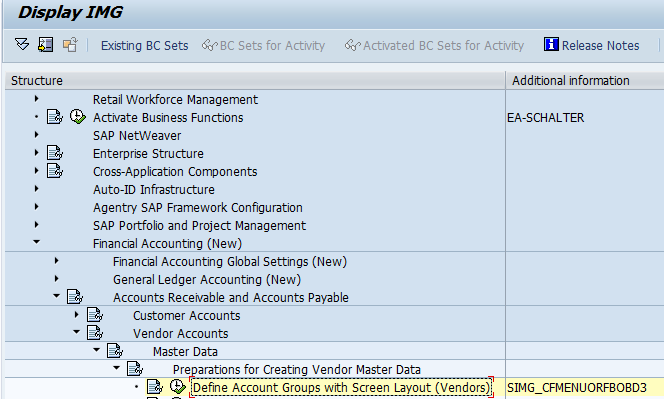 Display IMG
Existing BC Sets BC Sets for Activity Activated BC Sets for Activity Release Notes
Structure Additional information
Retail Workforce Management
Activate Business Functions EA-SCHALTER
SAP NetWeaver
Enterprise Structure
Cross-Application Components
Auto-ID Infrastructure
Agentry SAP Framework Configuration
SAP Portfolio and Project Management
Financial Accounting (New)
Financial Accounting Global Settings (New)
General Ledger Accounting (New)
Accounts Receivable and Accounts Payable
Customer Accounts
Vendor Accounts
Master Data
Preparations for Creating Vendor Master Data
Define Account Groups with Screen Layout (Vendors) SIMG_CFMENUORFBOBD3